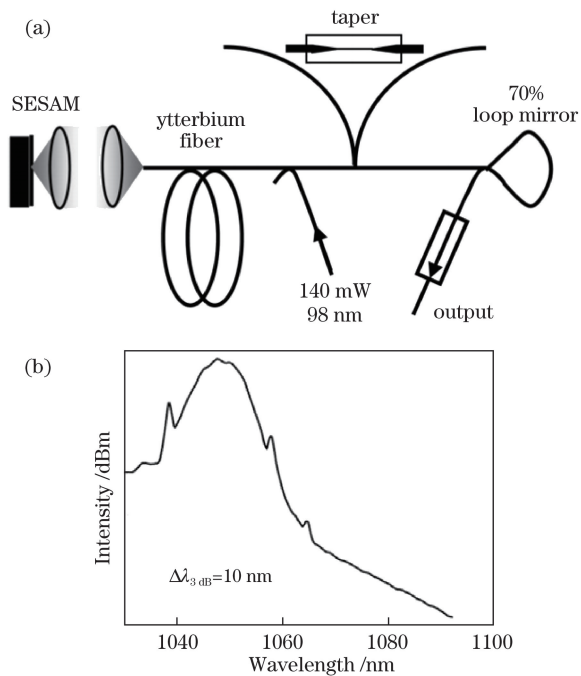 (a)
taper
SESAM
ytterbium
fiber
70%
loop mirror
140 mW
98 nm
output
(b)
Intensity /dBm
Δλ3 dB=10 nm
1040
1060
1080
1100
Wavelength /nm